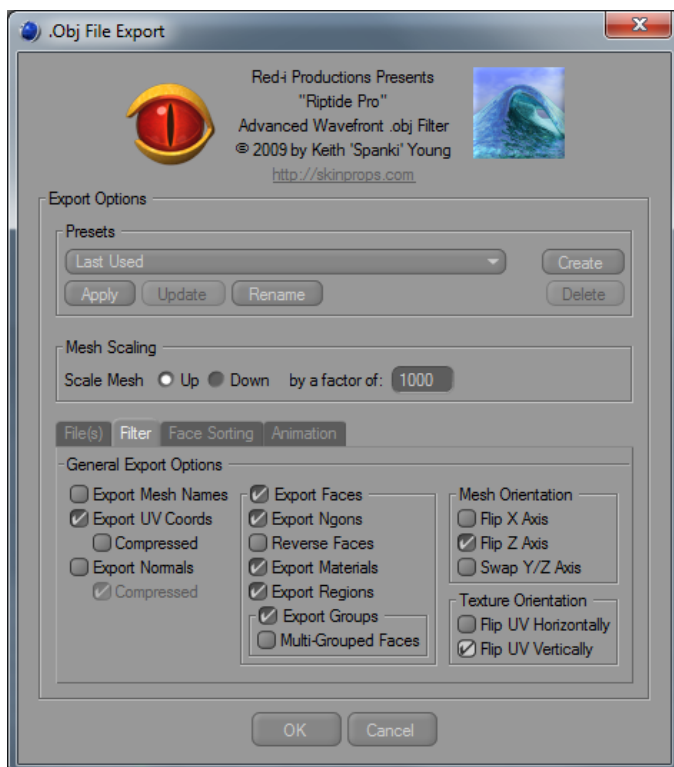 .Obj File Export
Red-i Productions Presents
"Riptide Pro"
Advanced Wavefront .obj Filter
© 2009 by Keith 'Spanki' Young
http://skinprops.com
Export Options
Presets
Last Used
Create
Apply
Update
Rename
Delete
Mesh Scaling
Scale Mesh
Up
Down
by a factor of:
1000
File(s)
Filter
Face Sorting
Animation
General Export Options
Export Mesh Names
Export UV Coords
Compressed
Export Normals
Compressed
Export Faces
Export Ngons
Reverse Faces
Export Materials
Export Regions
Export Groups
Multi-Grouped Faces
Mesh Orientation
Flip X Axis
Flip Z Axis
Swap Y/Z Axis
Texture Orientation
Flip UV Horizontally
Flip UV Vertically
OK
Cancel